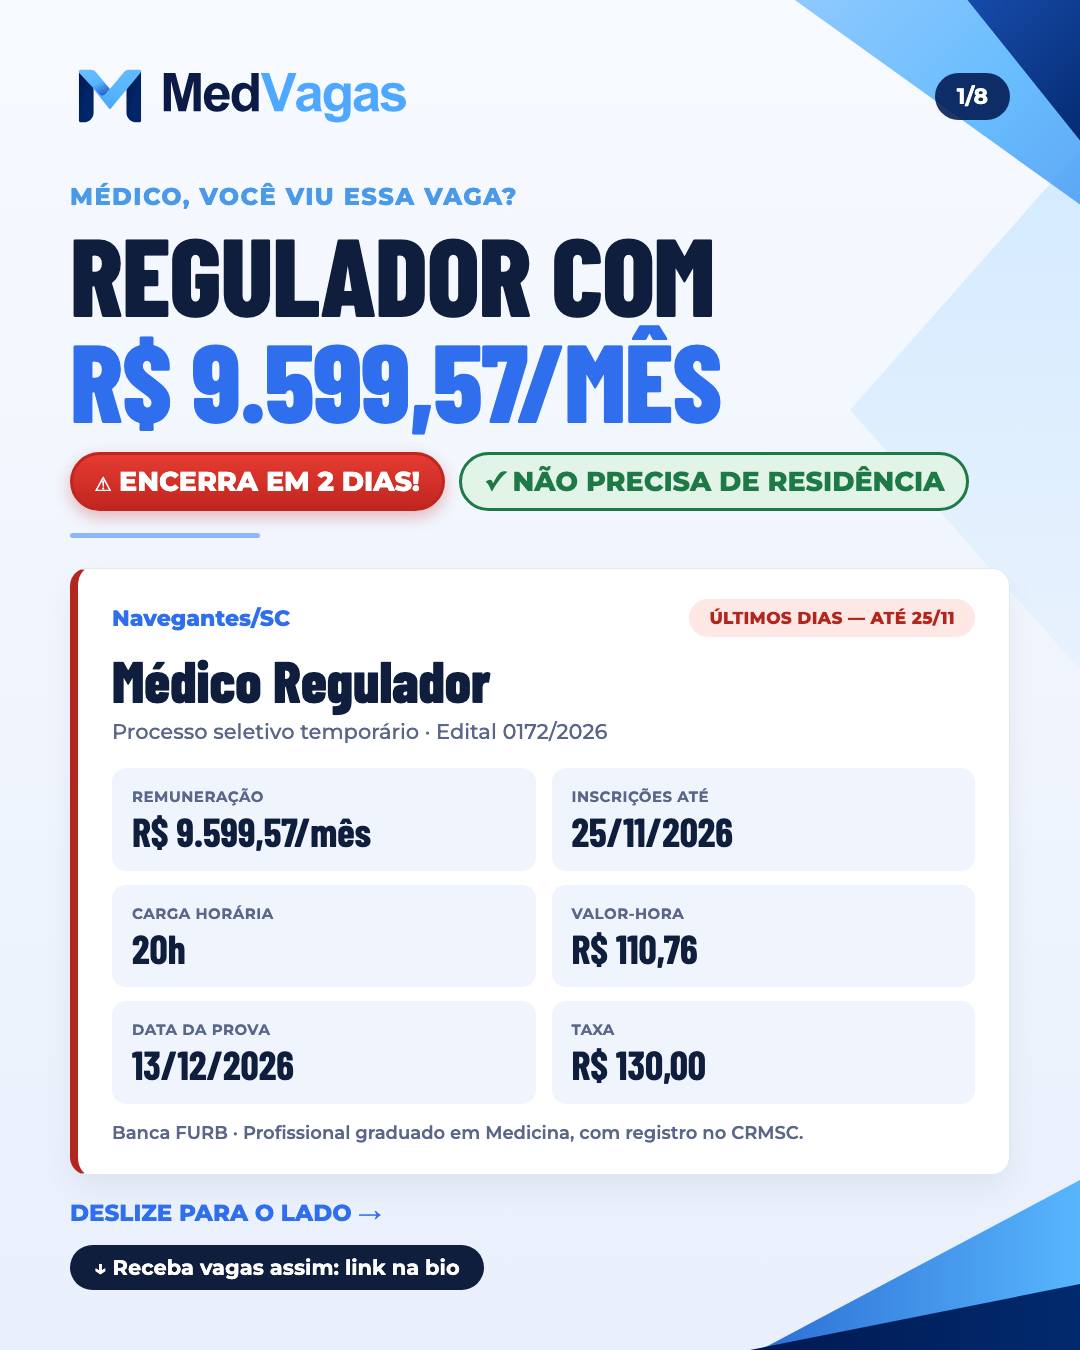 MedVagas
1/8
MÉDICO, VOCÊ VIU ESSA VAGA?
REGULADOR COM
R$ 9.599,57/MÊS
⚠ ENCERRA EM 2 DIAS!
✓ NÃO PRECISA DE RESIDÊNCIA
Navegantes/SC
ÚLTIMOS DIAS — ATÉ 25/11
Médico Regulador
Processo seletivo temporário · Edital 0172/2026
REMUNERAÇÃO
R$ 9.599,57/mês
INSCRIÇÕES ATÉ
25/11/2026
CARGA HORÁRIA
20h
VALOR-HORA
R$ 110,76
DATA DA PROVA
13/12/2026
TAXA
R$ 130,00
Banca FURB · Profissional graduado em Medicina, com registro no CRMSC.
DESLIZE PARA O LADO →
↓ Receba vagas assim: link na bio